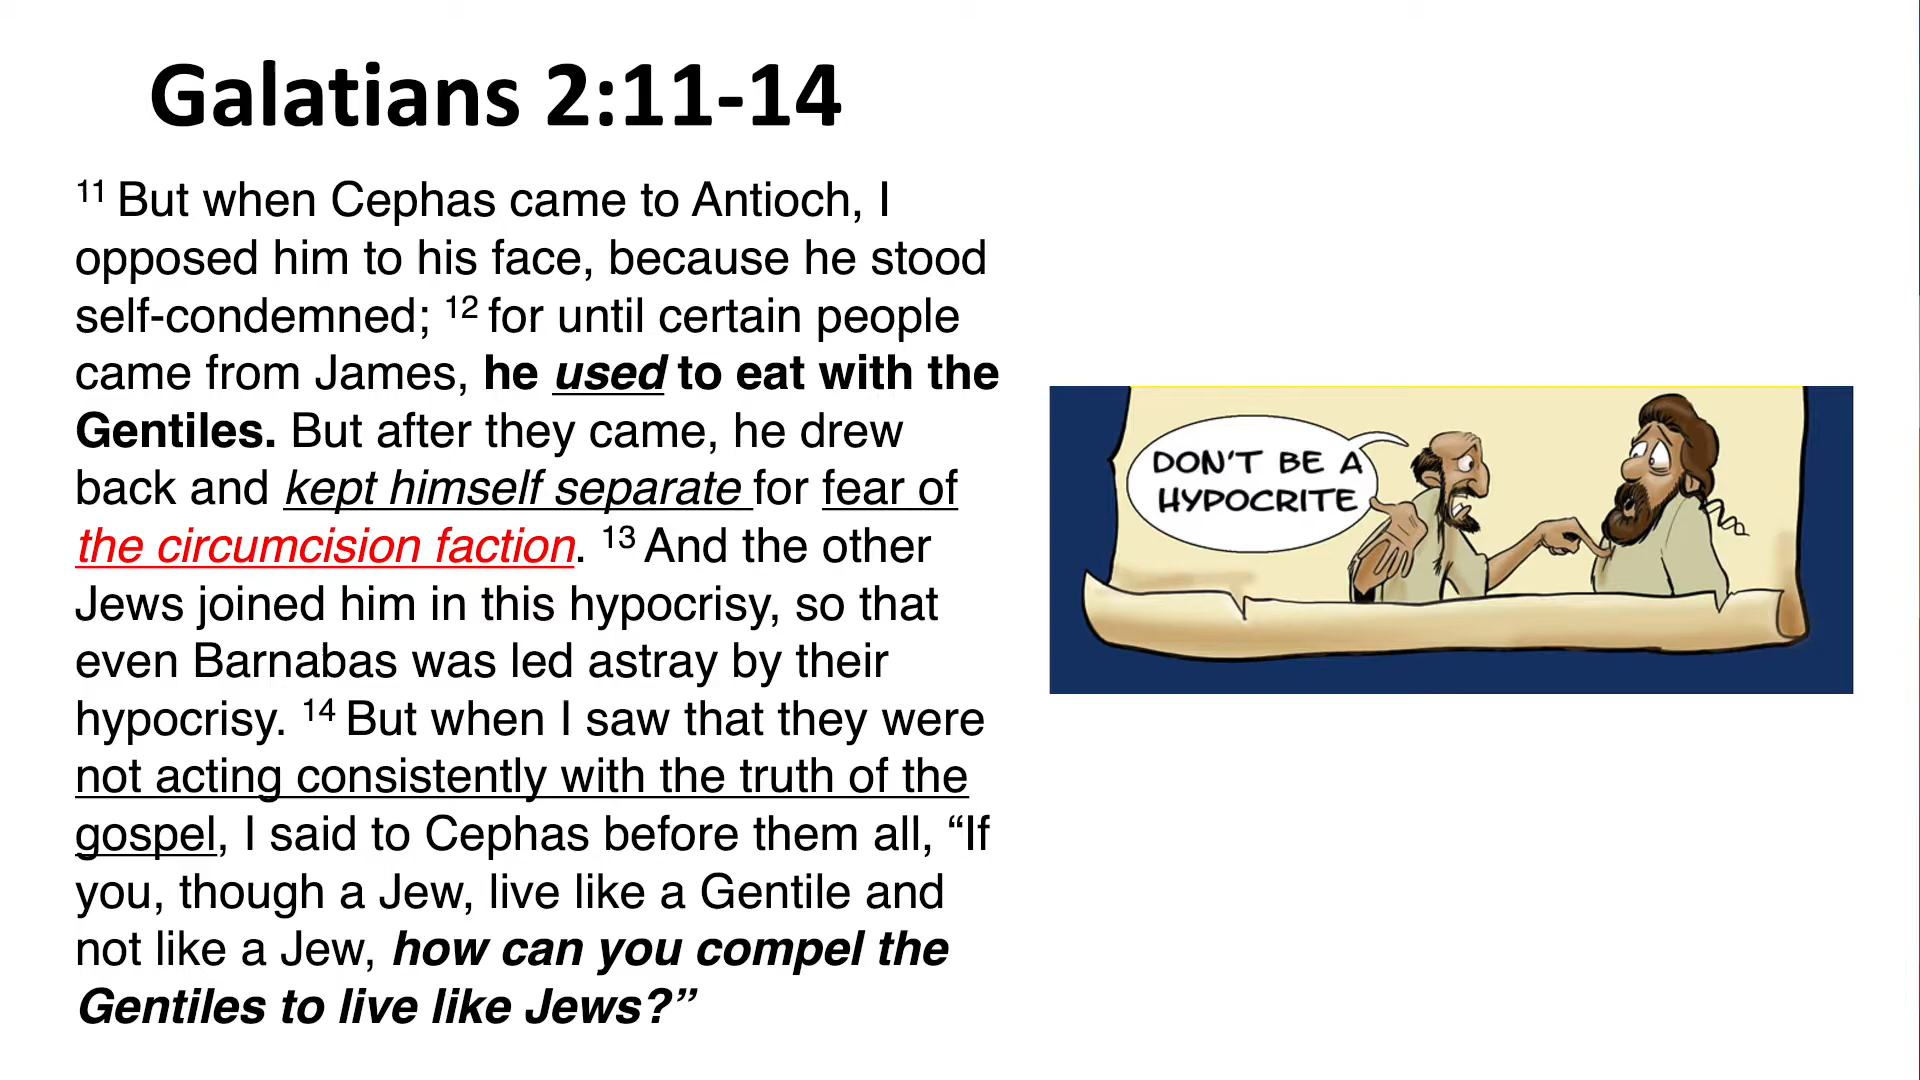 Galatians 2:11-14
11 But when Cephas came to Antioch, I
opposed him to his face, because he stood
self-condemned; 12 for until certain people
came from James, he used to eat with the
Gentiles. But after they came, he drew
back and kept himself separate for fear of
the circumcision faction. 13 And the other
Jews joined him in this hypocrisy, so that
even Barnabas was led astray by their
hypocrisy. 14 But when I saw that they were
not acting consistently with the truth of the
gospel, I said to Cephas before them all, “If
you, though a Jew, live like a Gentile and
not like a Jew, how can you compel the
Gentiles to live like Jews?”
DON'T BE A
HYPOCRITE